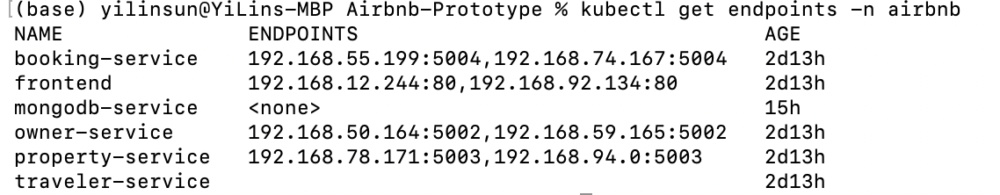 [(base) yilinsun@YiLins-MBP Airbnb-Prototype % kubectl get endpoints -n airbnb
NAME ENDPOINTS AGE
booking-service 192.168.55.199:5004,192.168.74.167:5004 2d13h
frontend 192.168.12.244:80,192.168.92.134:80 2d13h
mongodb-service <none> 15h
owner-service 192.168.50.164:5002,192.168.59.165:5002 2d13h
property-service 192.168.78.171:5003,192.168.94.0:5003 2d13h
traveler-service 2d13h